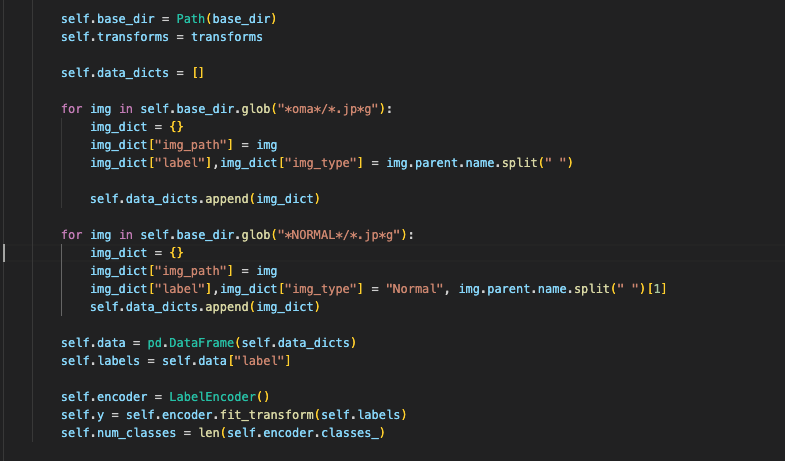 self.base_dir = Path(base_dir)
self.transforms = transforms
self.data_dicts = []
for img in self.base_dir.glob("*oma*/*.jp*g"):
img_dict = {}
img_dict["img_path"] = img
img_dict["label"],img_dict["img_type"] = img.parent.name.split(" ")
self.data_dicts.append(img_dict)
for img in self.base_dir.glob("*NORMAL*/*.jp*g"):
img_dict = {}
img_dict["img_path"] = img
img_dict["label"],img_dict["img_type"] = "Normal", img.parent.name.split(" ")[1]
self.data_dicts.append(img_dict)
self.data = pd.DataFrame(self.data_dicts)
self.labels = self.data["label"]
self.encoder = LabelEncoder()
self.y = self.encoder.fit_transform(self.labels)
self.num_classes = len(self.encoder.classes_)